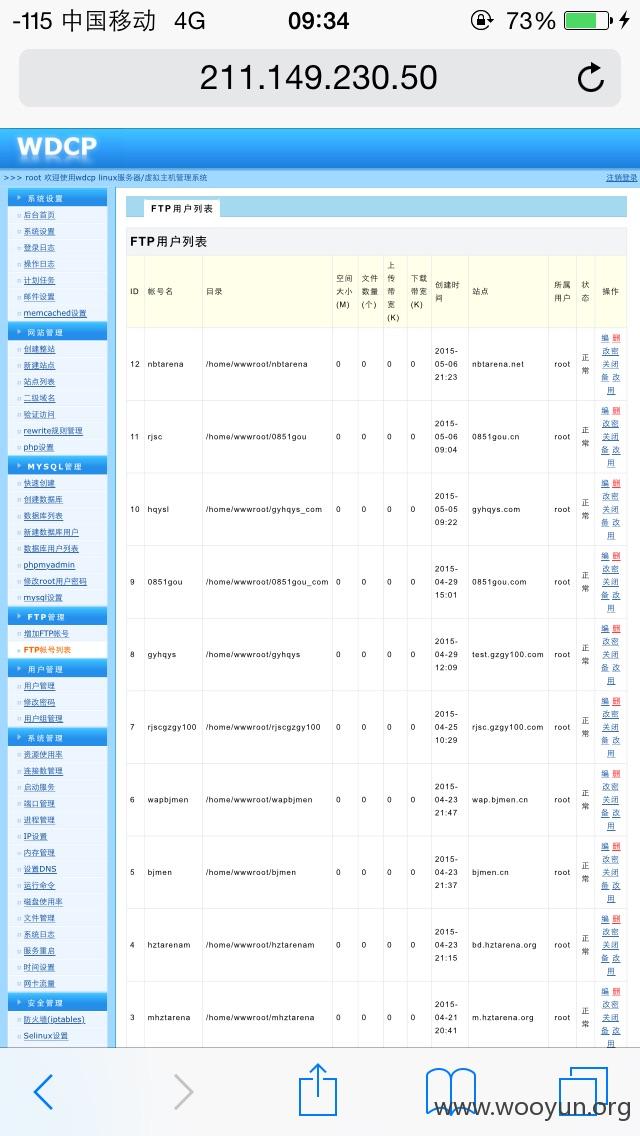 -115 中国移动 4G 09:34 73%
211.149.230.50
WDCP
>>> root 欢迎使用wdcp linux服务器/虚拟主机管理系统 注销登录
系统设置
后台首页
系统设置
登录日志
操作日志
计划任务
邮件设置
memcached设置
网站管理
创建整站
新建站点
站点列表
二级域名
验证访问
rewrite规则管理
php设置
MYSQL管理
快速创建
创建数据库
数据库列表
新建数据库用户
数据库用户列表
phpmyadmin
修改root用户密码
mysql设置
FTP管理
增加FTP帐号
FTP帐号列表
用户管理
用户管理
修改密码
用户组管理
系统管理
资源使用率
连接数管理
启动服务
端口管理
进程管理
IP设置
内存管理
设置DNS
运行命令
磁盘使用率
文件管理
系统日志
服务重启
时间设置
网卡流量
安全管理
防火墙(iptables)
Selinux设置
FTP用户列表
FTP用户列表
ID 帐号名 目录 空间大小(M) 文件数量(个) 上传带宽(K) 下载带宽(K) 创建时间 站点 所属用户 状态 操作
12 nbtarena /home/wwwroot/nbtarena 0 0 0 0 2015-05-06 21:23 nbtarena.net root 正常 编 删 改密 关闭 备 改 用
11 rjsc /home/wwwroot/0851gou 0 0 0 0 2015-05-06 09:04 0851gou.cn root 正常 编 删 改密 关闭 备 改 用
10 hqysl /home/wwwroot/gyhqys_com 0 0 0 0 2015-05-05 09:22 gyhqys.com root 正常 编 删 改密 关闭 备 改 用
9 0851gou /home/wwwroot/0851gou_com 0 0 0 0 2015-04-29 15:01 0851gou.com root 正常 编 删 改密 关闭 备 改 用
8 gyhqys /home/wwwroot/gyhqys 0 0 0 0 2015-04-29 12:09 test.gzgy100.com root 正常 编 删 改密 关闭 备 改 用
7 rjscgzgy100 /home/wwwroot/rjscgzgy100 0 0 0 0 2015-04-25 10:29 rjsc.gzgy100.com root 正常 编 删 改密 关闭 备 改 用
6 wapbjmen /home/wwwroot/wapbjmen 0 0 0 0 2015-04-23 21:47 wap.bjmen.cn root 正常 编 删 改密 关闭 备 改 用
5 bjmen /home/wwwroot/bjmen 0 0 0 0 2015-04-23 21:37 bjmen.cn root 正常 编 删 改密 关闭 备 改 用
4 hztarenam /home/wwwroot/hztarenam 0 0 0 0 2015-04-23 21:15 bd.hztarena.org root 正常 编 删 改密 关闭 备 改 用
3 mhztarena /home/wwwroot/mhztarena 0 0 0 0 2015-04-21 20:41 m.hztarena.org root 正常 编 删 改密 关闭 备 改 用
www.wooyun.org